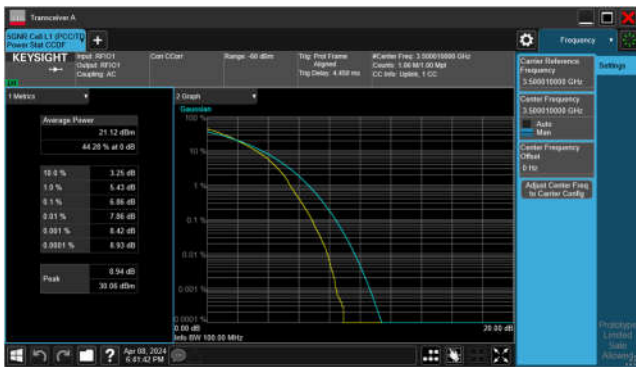 Transceiver A
5GNR Cell L1 (PCC/TD
Power Stat CCDF
+
Frequency
KEYSIGHT
Input: RFIO1
Output: RFIO1
Coupling: AC
Corr CCorr
Range: -68 dBm
Trig: Prot Frame
Aligned
Trig Delay: 4.450 ms
#Center Freq: 3.500010000 GHz
Counts: 1.00 M/1.00 Mpt
CC Info: Uplink, 1 CC
Carrier Reference
Frequency
3.500010000 GHz
Settings
1 Metrics
2 Graph
Gaussian
Center Frequency
3.500010000 GHz
Auto
Man
Average Power
21.12 dBm
44.28 % at 0 dB
Center Frequency
Offset
0 Hz
Adjust Center Freq
to Carrier Config
10.0 % 3.25 dB
1.0 % 5.43 dB
0.1 % 6.86 dB
0.01 % 7.86 dB
0.001 % 8.42 dB
0.0001 % 8.93 dB
Peak
8.94 dB
30.06 dBm
100 %
10 %
1 %
0.1 %
0.01 %
0.001 %
0.0001 %
0.00 dB
20.00 dB
Info BW 100.00 MHz
Prototype
Limited
Sale
Allowed
?
Apr 08, 2024
6:41:42 PM